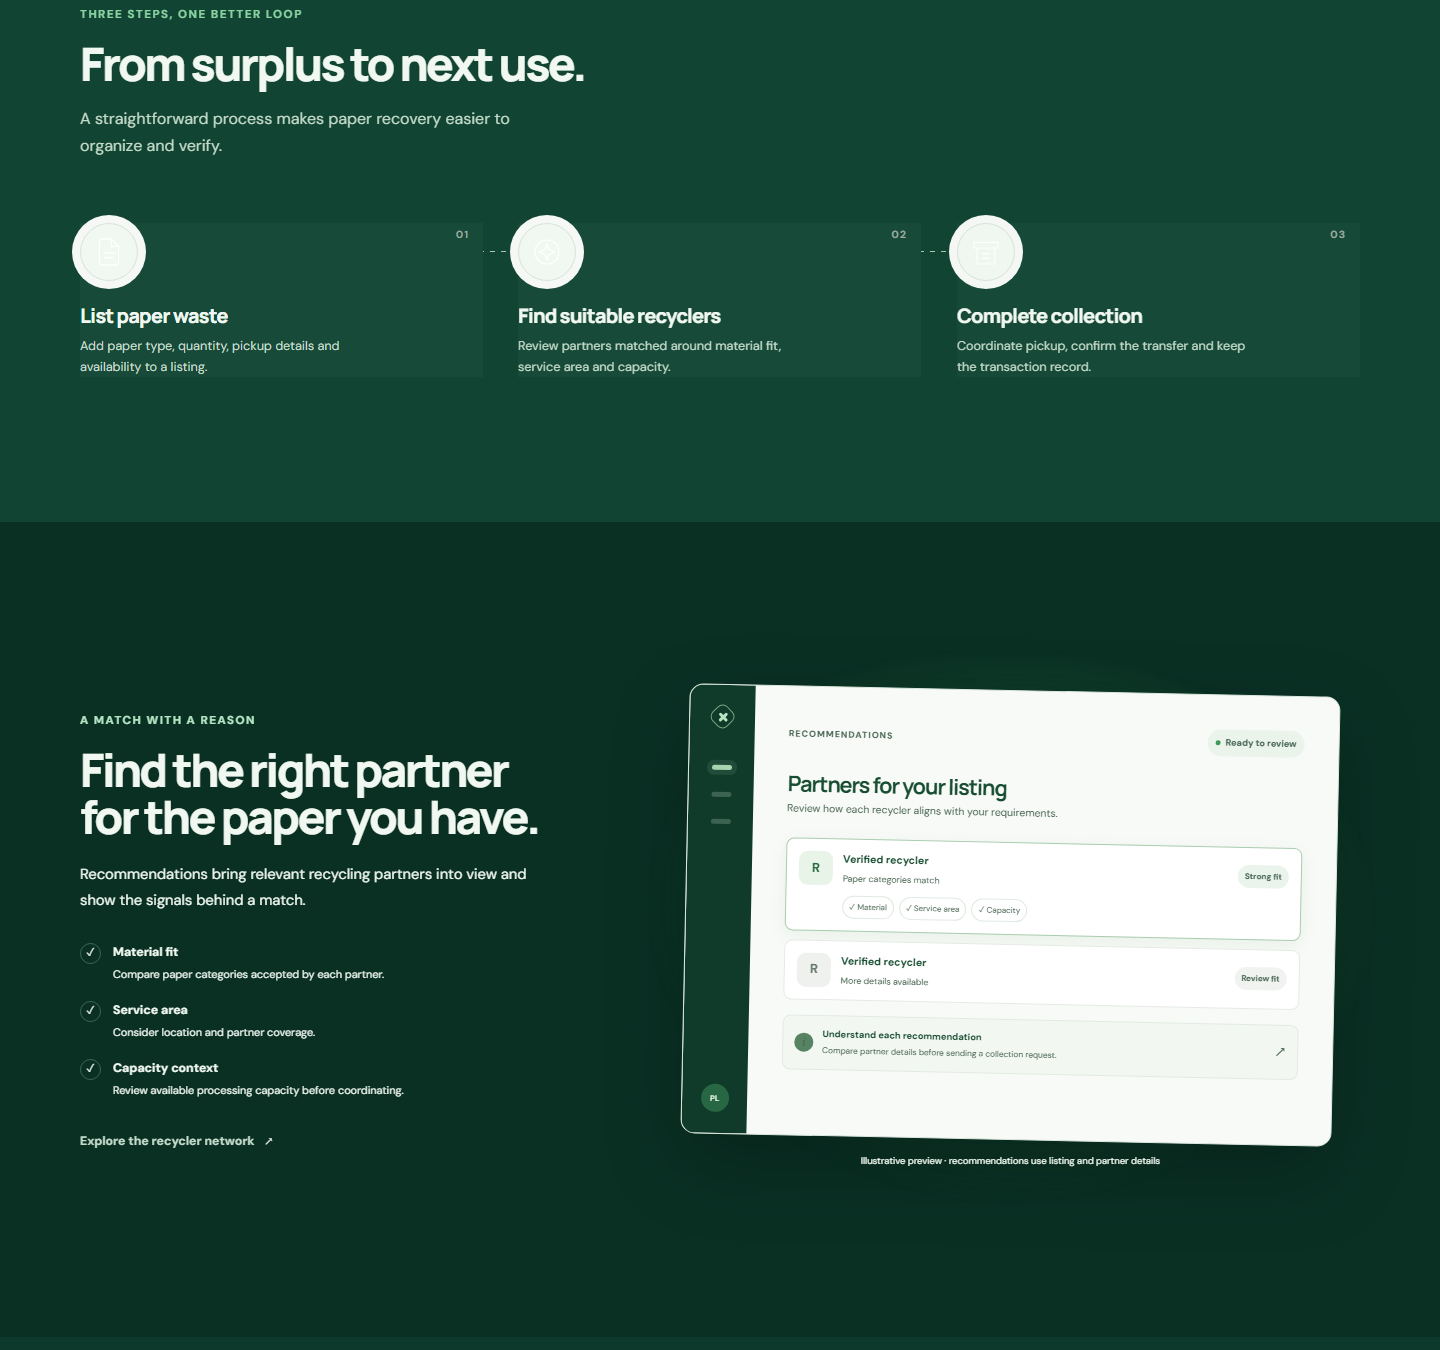 THREE STEPS, ONE BETTER LOOP
From surplus to next use.
A straightforward process makes paper recovery easier to
organize and verify.
01
List paper waste
Add paper type, quantity, pickup details and
availability to a listing.
02
Find suitable recyclers
Review partners matched around material fit,
service area and capacity.
03
Complete collection
Coordinate pickup, confirm the transfer and keep
the transaction record.
A MATCH WITH A REASON
Find the right partner
for the paper you have.
Recommendations bring relevant recycling partners into view and
show the signals behind a match.
✓ Material fit
Compare paper categories accepted by each partner.
✓ Service area
Consider location and partner coverage.
✓ Capacity context
Review available processing capacity before coordinating.
Explore the recycler network ↗
PL
RECOMMENDATIONS
Ready to review
Partners for your listing
Review how each recycler aligns with your requirements.
R
Verified recycler
Paper categories match
✓ Material ✓ Service area ✓ Capacity
Strong fit
R
Verified recycler
More details available
Review fit
Understand each recommendation
Compare partner details before sending a collection request.
↗
Illustrative preview · recommendations use listing and partner details